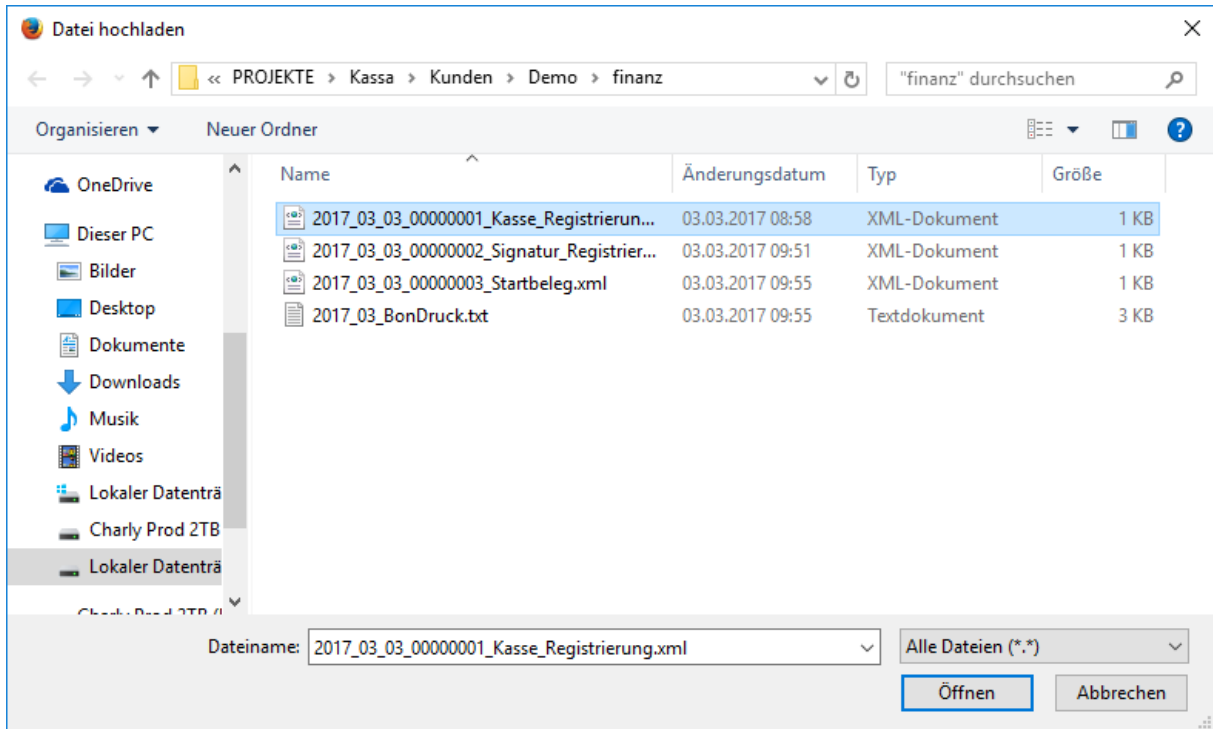 Datei hochladen
« PROJEKTE > Kassa > Kunden > Demo > finanz "finanz" durchsuchen
Organisieren Neuer Ordner
Name Änderungsdatum Typ Größe
2017_03_03_00000001_Kasse_Registrierun... 03.03.2017 08:58 XML-Dokument 1 KB
2017_03_03_00000002_Signatur_Registrier... 03.03.2017 09:51 XML-Dokument 1 KB
2017_03_03_00000003_Startbeleg.xml 03.03.2017 09:55 XML-Dokument 1 KB
2017_03_BonDruck.txt 03.03.2017 09:55 Textdokument 3 KB
OneDrive
Dieser PC
Bilder
Desktop
Dokumente
Downloads
Musik
Videos
Lokaler Datenträ
Charly Prod 2TB
Lokaler Datenträ
Charly Prod 2TB (
Dateiname: 2017_03_03_00000001_Kasse_Registrierung.xml Alle Dateien (*.*)
Öffnen Abbrechen